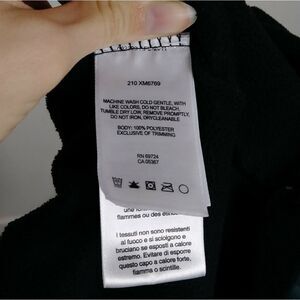 210 XM6769
MACHINE WASH COLD GENTLE, WITH
LIKE COLORS, DO NOT BLEACH,
TUMBLE DRY LOW, REMOVE PROMPTLY,
DO NOT IRON, DRYCLEANABLE
BODY: 100% POLYESTER
EXCLUSIVE OF TRIMMING
RN 69724
CA 05367
flammes ou des
I tessuti non sono resistenti
al fuoco e si sciolgono e
bruciano se esposti a calore
estremo. Evitare di esporre
questo capo a calore forte,
fiamma o scintille.